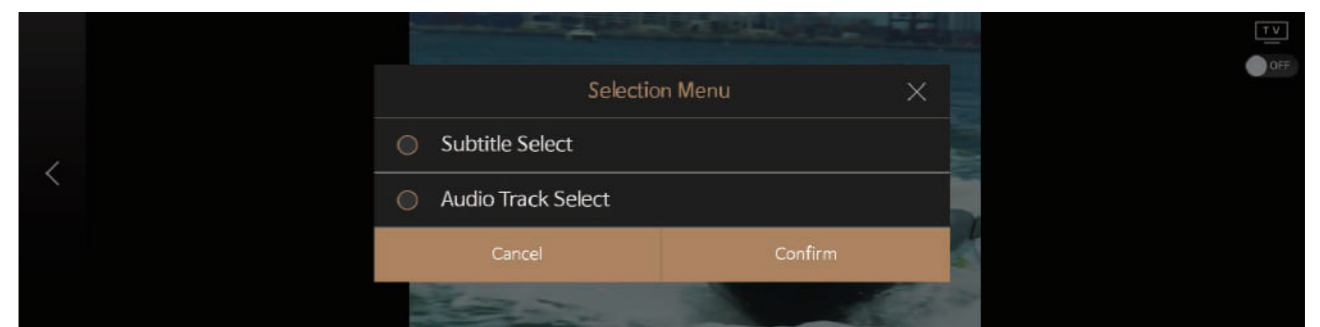 TV
OFF
Selection Menu
Subtitle Select
Audio Track Select
Cancel
Confirm